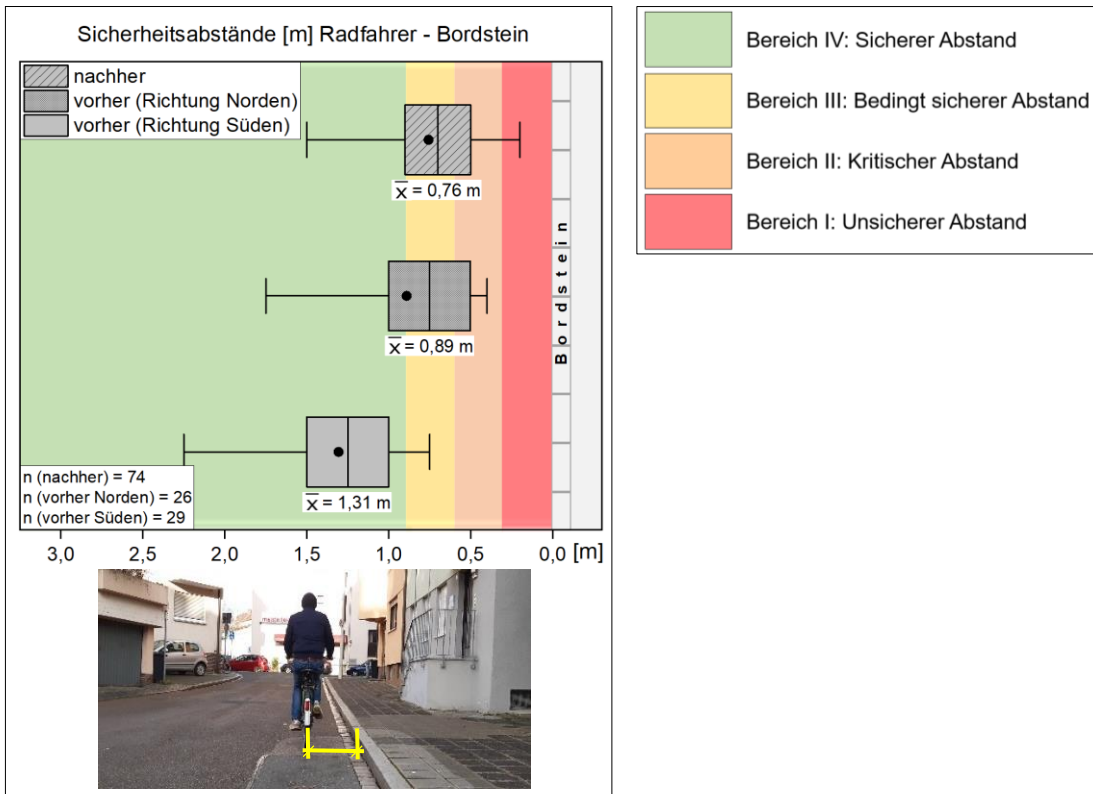 Sicherheitsabstände [m] Radfahrer - Bordstein
nachher
vorher (Richtung Norden)
vorher (Richtung Süden)
x̅ = 0,76 m
x̅ = 0,89 m
x̅ = 1,31 m
Bordstein
n (nachher) = 74
n (vorher Norden) = 26
n (vorher Süden) = 29
3,0 2,5 2,0 1,5 1,0 0,5 0,0 [m]
Bereich IV: Sicherer Abstand
Bereich III: Bedingt sicherer Abstand
Bereich II: Kritischer Abstand
Bereich I: Unsicherer Abstand